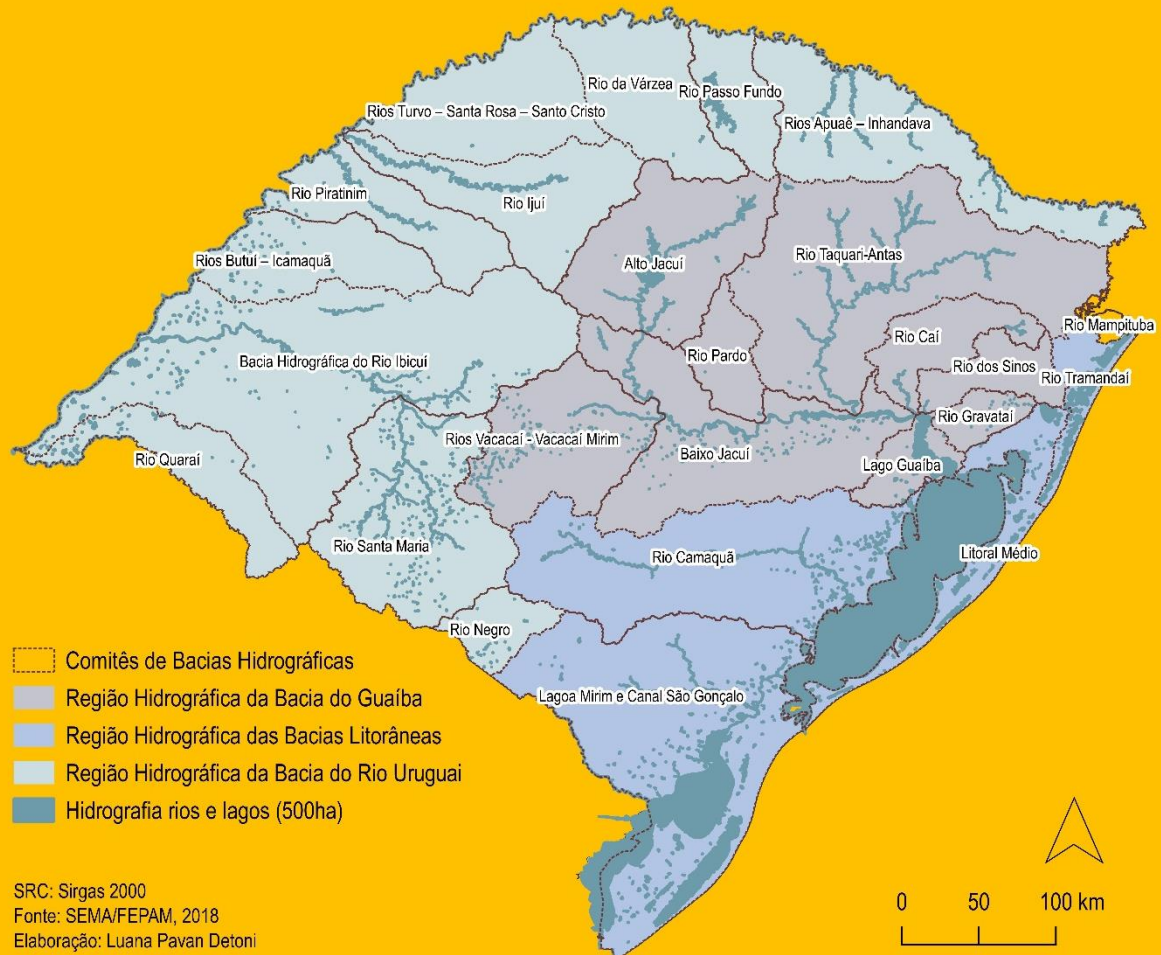 Rio da Várzea
Rio Passo Fundo
Rios Turvo – Santa Rosa – Santo Cristo
Rios Apuaê – Inhandava
Rio Piratinim
Rio Ijuí
Rios Butuí – Icamaquã
Alto Jacuí
Rio Taquari-Antas
Rio Mampituba
Rio Caí
Bacia Hidrográfica do Rio Ibicuí
Rio Pardo
Rio dos Sinos
Rio Tramandaí
Rio Gravataí
Rios Vacacaí - Vacacaí Mirim
Baixo Jacuí
Rio Quaraí
Lago Guaíba
Rio Santa Maria
Rio Camaquã
Litoral Médio
Rio Negro
Lagoa Mirim e Canal São Gonçalo
Comitês de Bacias Hidrográficas
Região Hidrográfica da Bacia do Guaíba
Região Hidrográfica das Bacias Litorâneas
Região Hidrográfica da Bacia do Rio Uruguai
Hidrografia rios e lagos (500ha)
SRC: Sirgas 2000
Fonte: SEMA/FEPAM, 2018
Elaboração: Luana Pavan Detoni
0 50 100 km